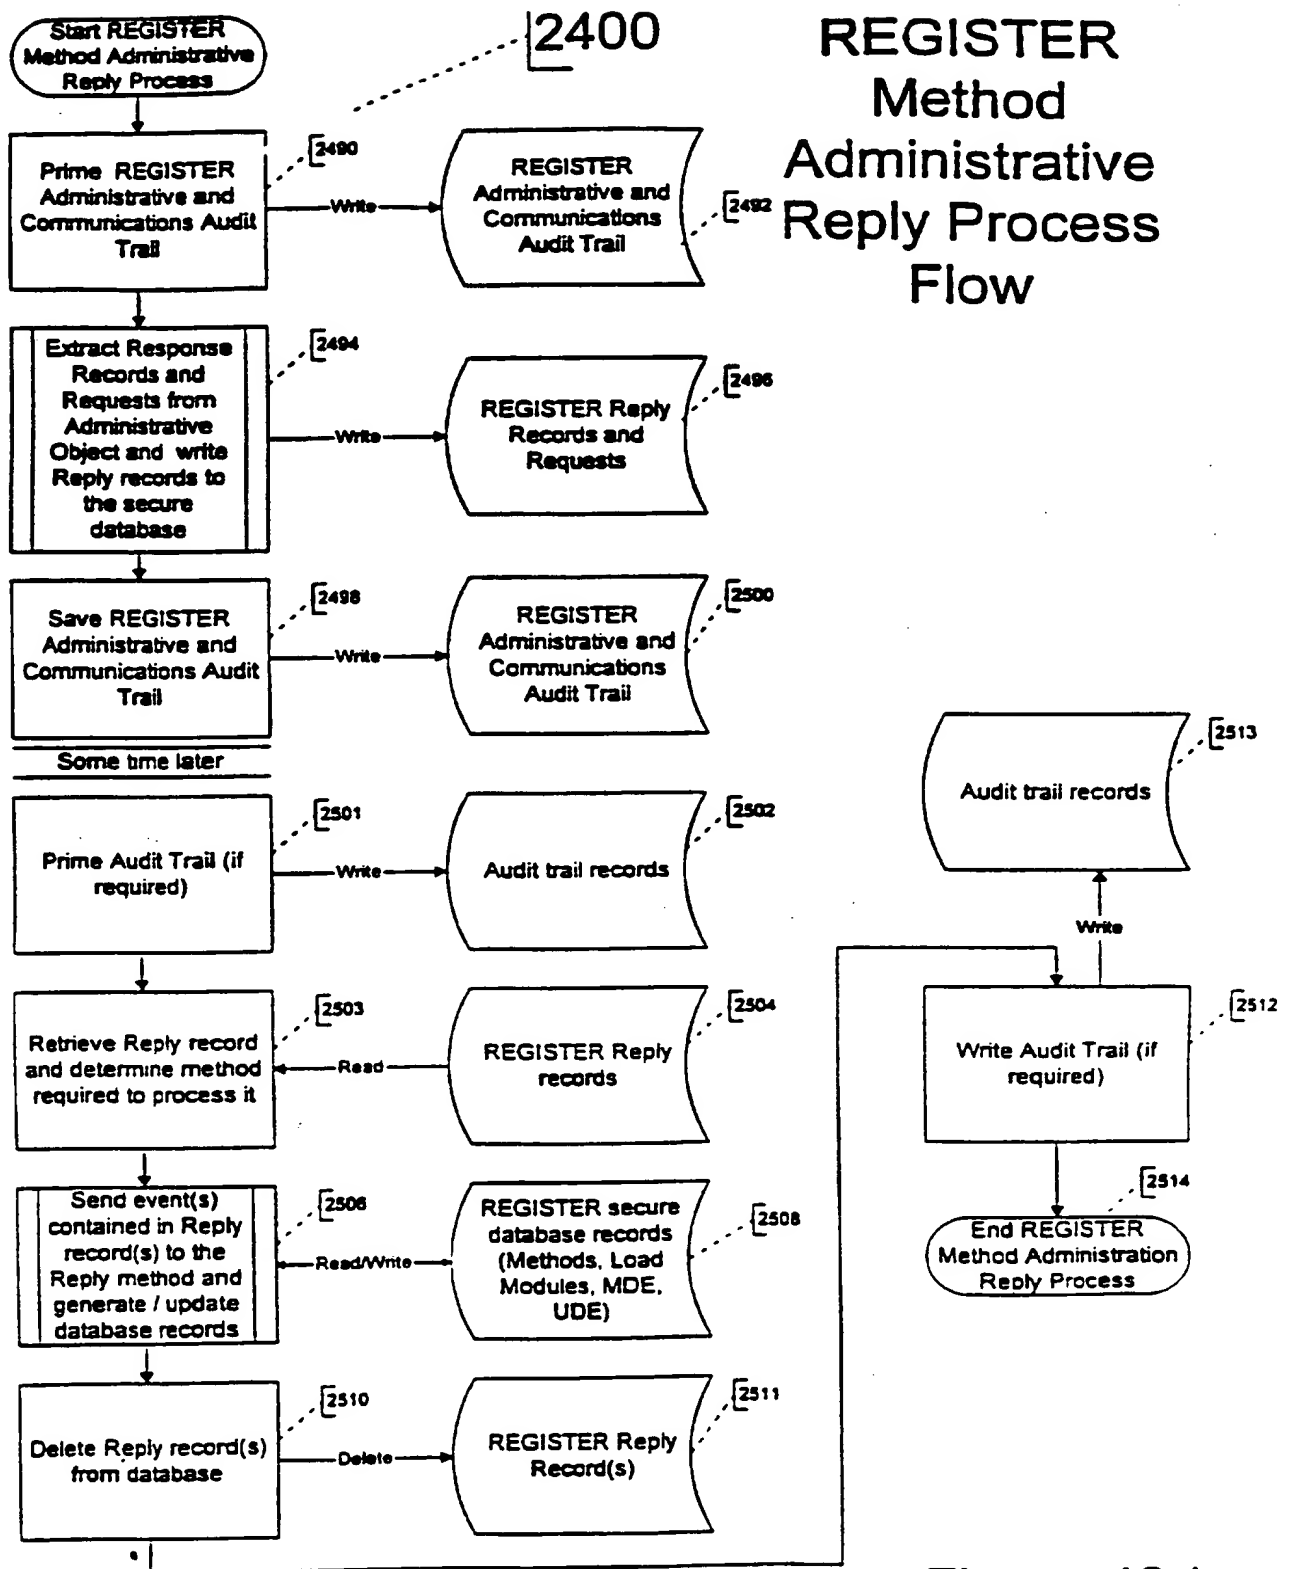 Start REGISTER
Method Administrative
Reply Process
2400
REGISTER
Method
Administrative
Reply Process
Flow
Prime REGISTER
Administrative and
Communications Audit
Trail
2490
Write
REGISTER
Administrative and
Communications
Audit Trail
2492
Extract Response
Records and
Requests from
Administrative
Object and write
Reply records to
the secure
database
2494
Write
REGISTER Reply
Records and
Requests
2496
Save REGISTER
Administrative and
Communications Audit
Trail
2498
Write
REGISTER
Administrative and
Communications
Audit Trail
2500
Some time later
Prime Audit Trail (if
required)
2501
Write
Audit trail records
2502
Retrieve Reply record
and determine method
required to process it
2503
Read
REGISTER Reply
records
2504
Send event(s)
contained in Reply
record(s) to the
Reply method and
generate / update
database records
2506
Read/Write
REGISTER secure
database records
(Methods, Load
Modules, MDE,
UDE)
2508
Delete Reply record(s)
from database
2510
Delete
REGISTER Reply
Record(s)
2511
Audit trail records
2513
Write
Write Audit Trail (if
required)
2512
2514
End REGISTER
Method Administration
Reply Process